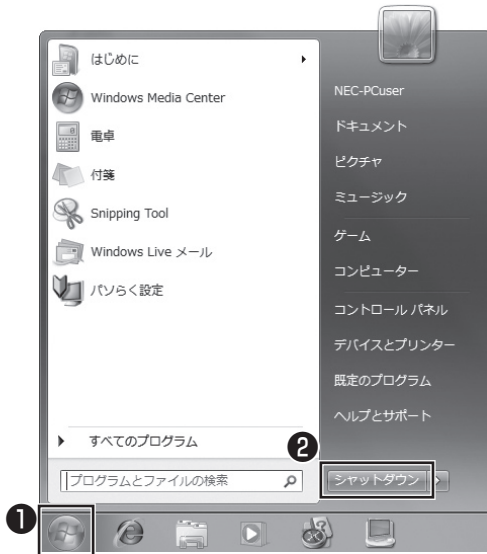 はじめに
Windows Media Center
電卓
付箋
Snipping Tool
Windows Live メール
パソらく設定
すべてのプログラム
プログラムとファイルの検索
NEC-PCuser
ドキュメント
ピクチャ
ミュージック
ゲーム
コンピューター
コントロール パネル
デバイスとプリンター
既定のプログラム
ヘルプとサポート
❷
シャットダウン
❶